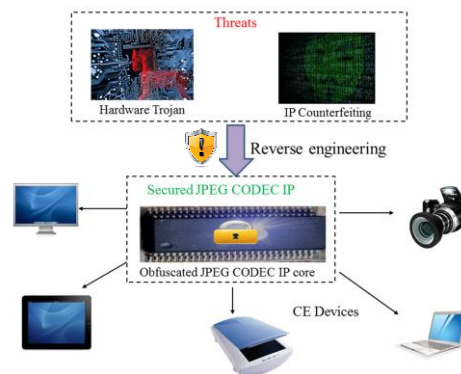 Threats
Hardware Trojan
IP Counterfeiting
Reverse engineering
Secured JPEG CODEC IP
Obfuscated JPEG CODEC IP core
CE Devices